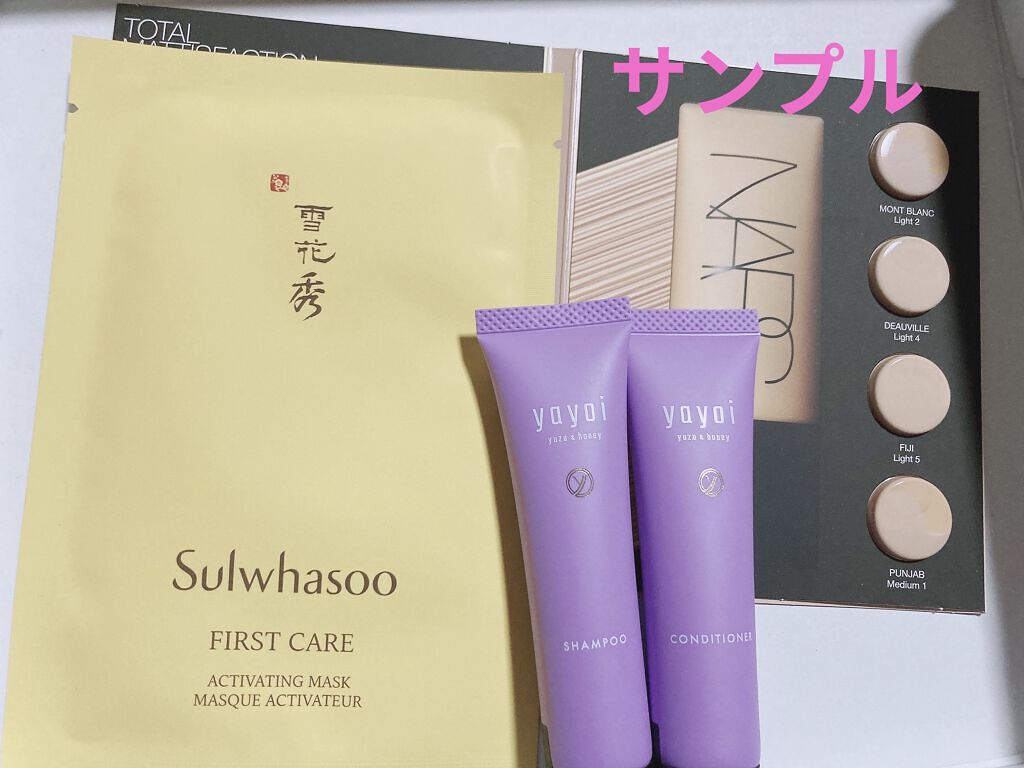 TOTAL
MATTISFACTION
サンプル
雪
花
秀
Sulwhasoo
FIRST CARE
ACTIVATING MASK
MASQUE ACTIVATEUR
yayoi
yuzu & honey
y
SHAMPOO
yayoi
yuzu & honey
y
CONDITIONER
NARS
MONT BLANC
Light 2
DEAUVILLE
Light 4
FIJI
Light 5
PUNJAB
Medium 1